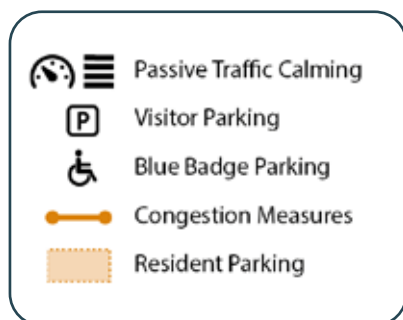 Passive Traffic Calming
P Visitor Parking
Blue Badge Parking
Congestion Measures
Resident Parking